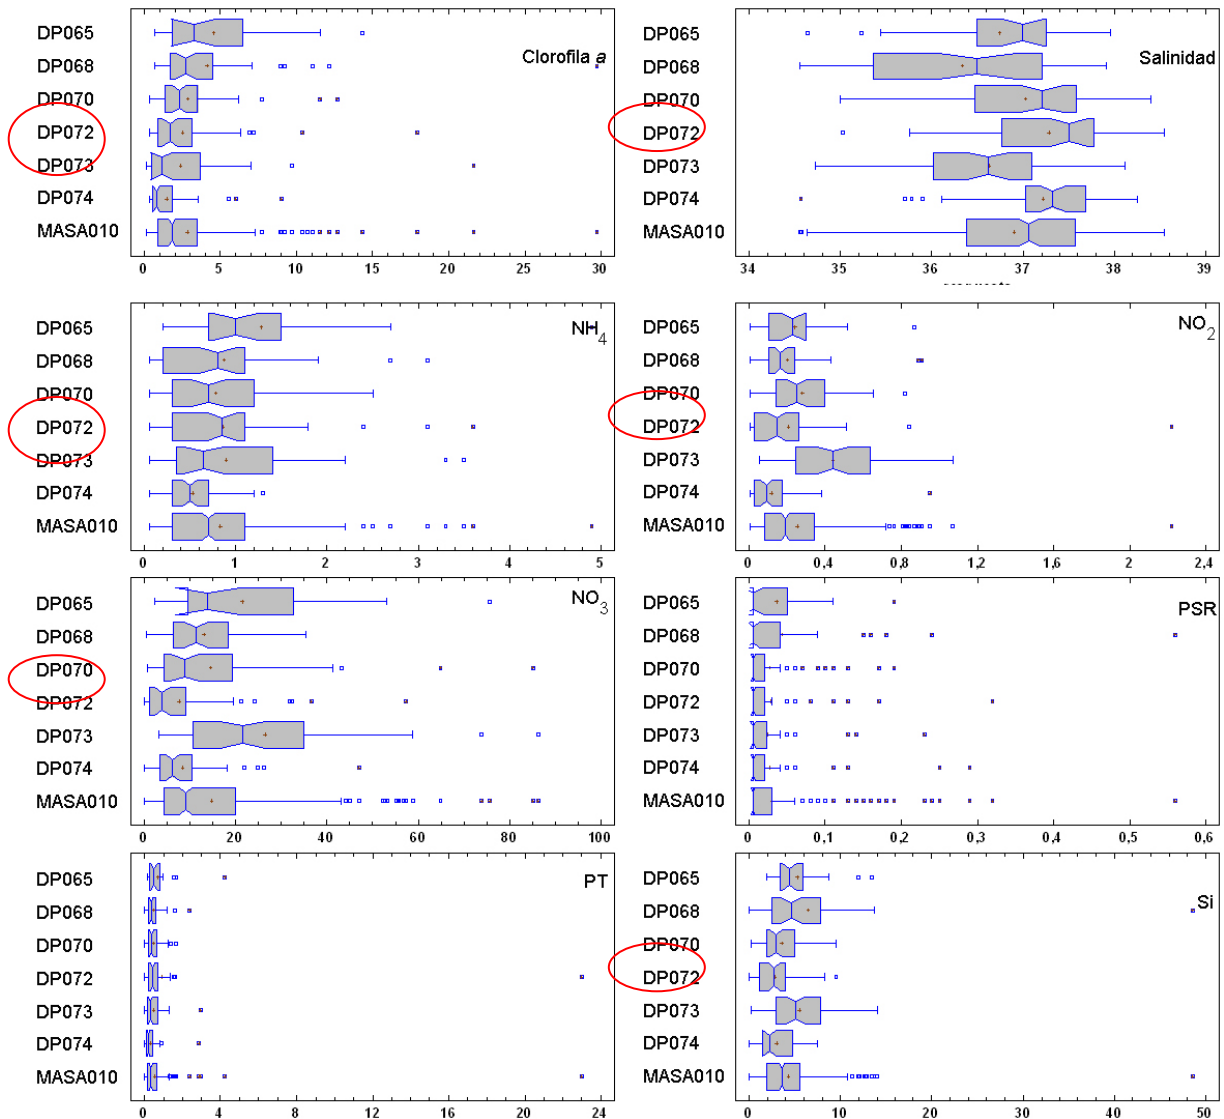 Clorofila a
DP065
DP068
DP070
DP072
DP073
DP074
MASA010
0 5 10 15 20 25 30
Salinidad
DP065
DP068
DP070
DP072
DP073
DP074
MASA010
34 35 36 37 38 39
NH4
DP065
DP068
DP070
DP072
DP073
DP074
MASA010
0 1 2 3 4 5
NO2
DP065
DP068
DP070
DP072
DP073
DP074
MASA010
0 0,4 0,8 1,2 1,6 2 2,4
NO3
DP065
DP068
DP070
DP072
DP073
DP074
MASA010
0 20 40 60 80 100
PSR
DP065
DP068
DP070
DP072
DP073
DP074
MASA010
0 0,1 0,2 0,3 0,4 0,5 0,6
PT
DP065
DP068
DP070
DP072
DP073
DP074
MASA010
0 4 8 12 16 20 24
Si
DP065
DP068
DP070
DP072
DP073
DP074
MASA010
0 10 20 30 40 50